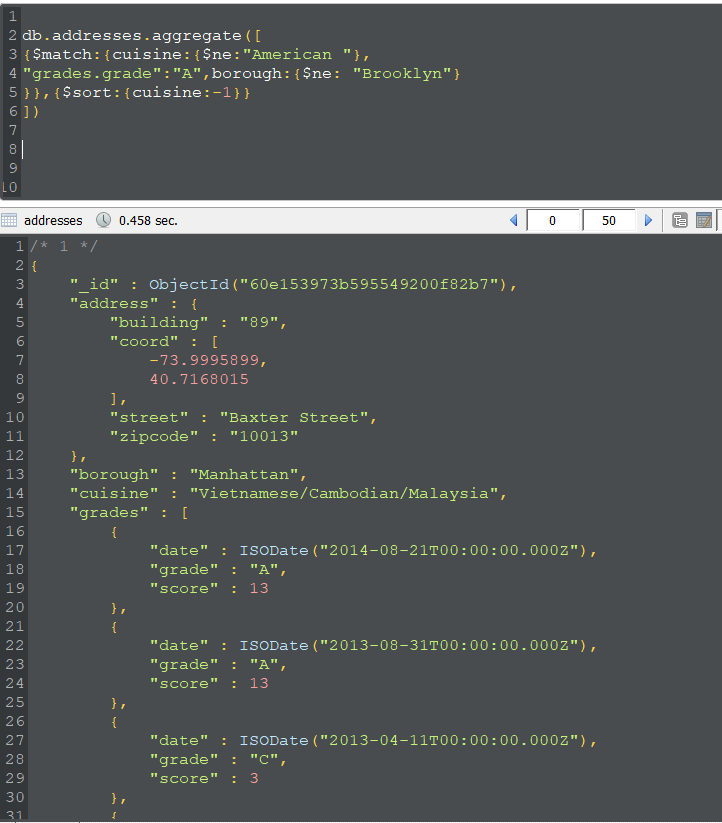 1
2 db.addresses.aggregate([
3 {$match:{cuisine:{$ne:"American "},
4 "grades.grade":"A",borough:{$ne: "Brooklyn"}
5 }},{$sort:{cuisine:-1}}
6 ])
7
8
9
10
addresses 0.458 sec. 0 50
1 /* 1 */
2 {
3     "_id" : ObjectId("60e153973b595549200f82b7"),
4     "address" : {
5         "building" : "89",
6         "coord" : [
7             -73.9995899,
8             40.7168015
9         ],
10         "street" : "Baxter Street",
11         "zipcode" : "10013"
12     },
13     "borough" : "Manhattan",
14     "cuisine" : "Vietnamese/Cambodian/Malaysia",
15     "grades" : [
16         {
17             "date" : ISODate("2014-08-21T00:00:00.000Z"),
18             "grade" : "A",
19             "score" : 13
20         },
21         {
22             "date" : ISODate("2013-08-31T00:00:00.000Z"),
23             "grade" : "A",
24             "score" : 13
25         },
26         {
27             "date" : ISODate("2013-04-11T00:00:00.000Z"),
28             "grade" : "C",
29             "score" : 3
30         },
31         {